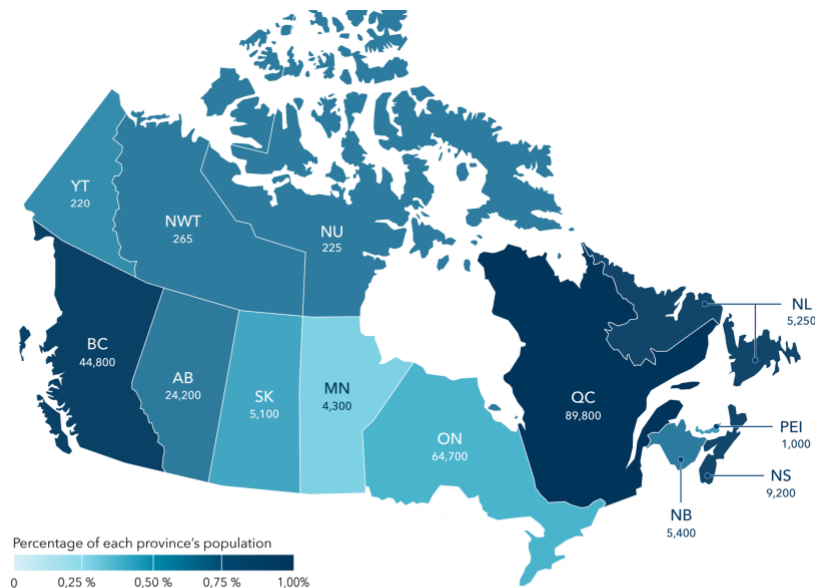 YT
220
NWT
265
NU
225
NL
5,250
BC
44,800
AB
24,200
SK
5,100
MN
4,300
ON
64,700
QC
89,800
PEI
1,000
NS
9,200
NB
5,400
Percentage of each province's population
0 0,25 % 0,50 % 0,75 % 1,00%